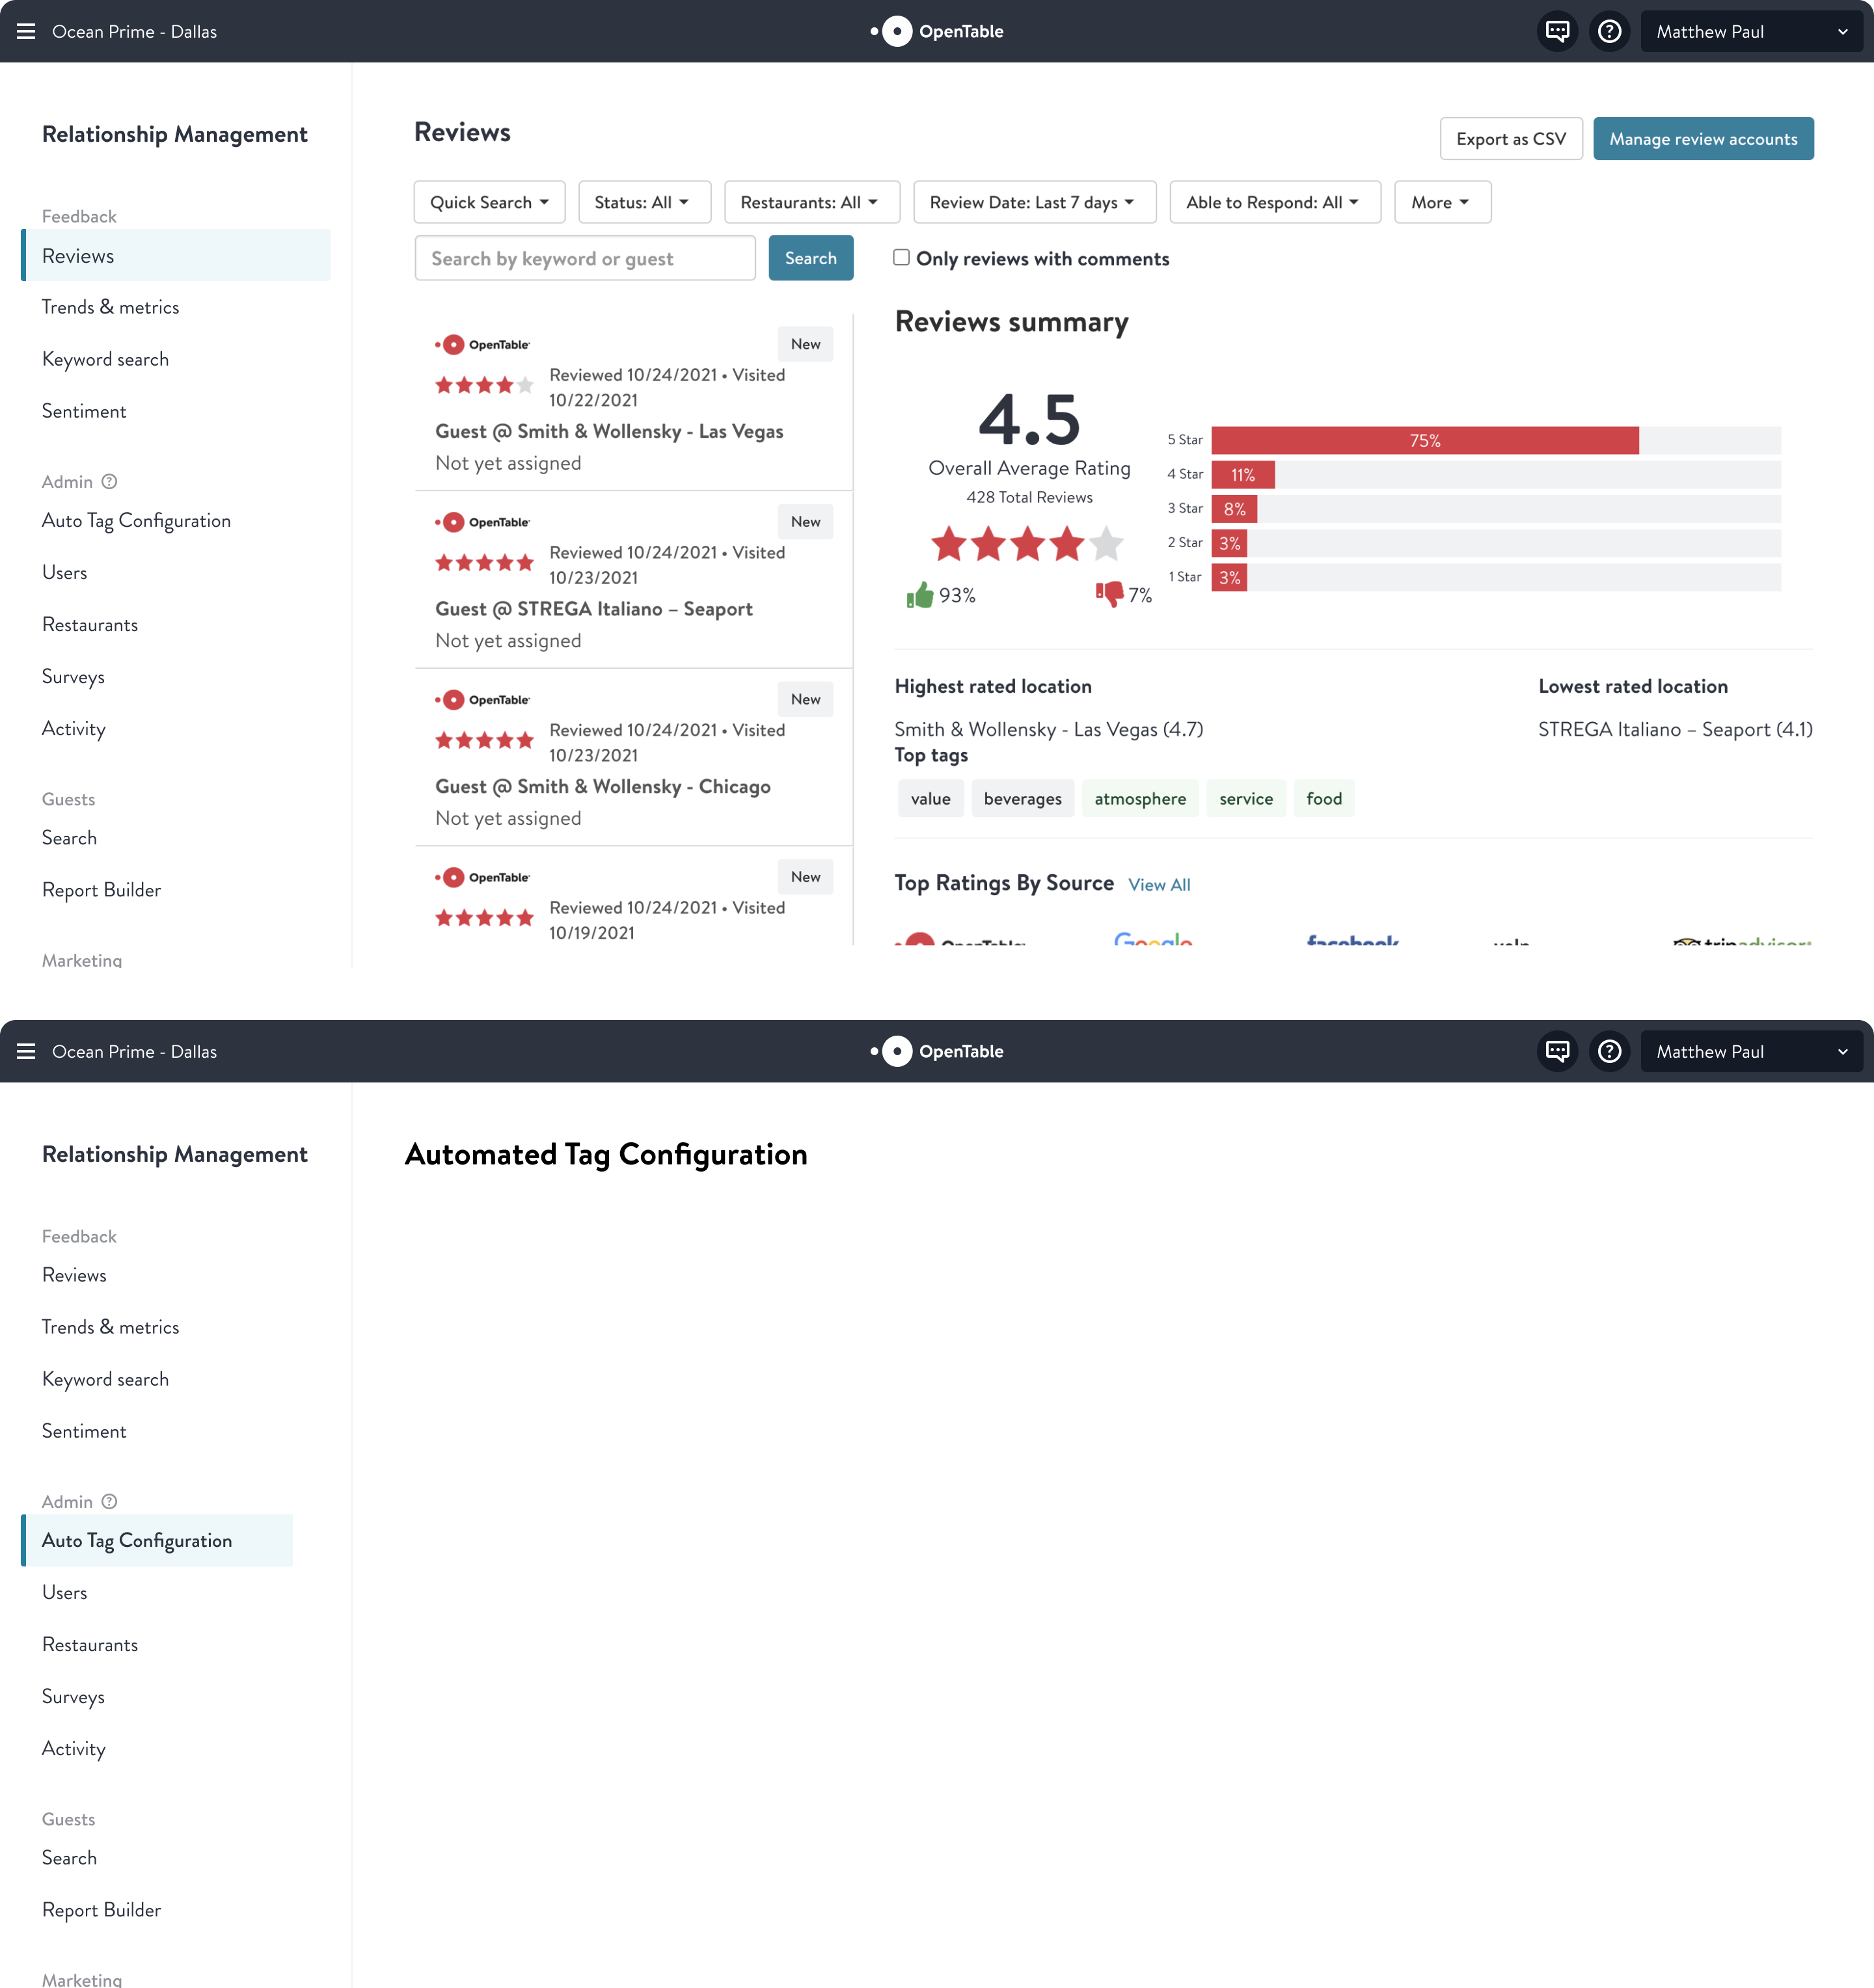 Ocean Prime - Dallas
OpenTable
Matthew Paul
Relationship Management
Feedback
Reviews
Trends & metrics
Keyword search
Sentiment
Admin
Auto Tag Configuration
Users
Restaurants
Surveys
Activity
Guests
Search
Report Builder
Marketing
Reviews
Export as CSV
Manage review accounts
Quick Search
Status: All
Restaurants: All
Review Date: Last 7 days
Able to Respond: All
More
Search by keyword or guest
Search
Only reviews with comments
OpenTable
New
Reviewed 10/24/2021 • Visited
10/22/2021
Guest @ Smith & Wollensky - Las Vegas
Not yet assigned
OpenTable
New
Reviewed 10/24/2021 • Visited
10/23/2021
Guest @ STREGA Italiano – Seaport
Not yet assigned
OpenTable
New
Reviewed 10/24/2021 • Visited
10/23/2021
Guest @ Smith & Wollensky - Chicago
Not yet assigned
OpenTable
New
Reviewed 10/24/2021 • Visited
10/19/2021
Reviews summary
4.5
Overall Average Rating
428 Total Reviews
93%
7%
5 Star 75%
4 Star 11%
3 Star 8%
2 Star 3%
1 Star 3%
Highest rated location
Smith & Wollensky - Las Vegas (4.7)
Lowest rated location
STREGA Italiano – Seaport (4.1)
Top tags
value
beverages
atmosphere
service
food
Top Ratings By Source
View All
OpenTable
Google
facebook
yelp
tripadvisor
Ocean Prime - Dallas
OpenTable
Matthew Paul
Relationship Management
Feedback
Reviews
Trends & metrics
Keyword search
Sentiment
Admin
Auto Tag Configuration
Users
Restaurants
Surveys
Activity
Guests
Search
Report Builder
Marketing
Automated Tag Configuration